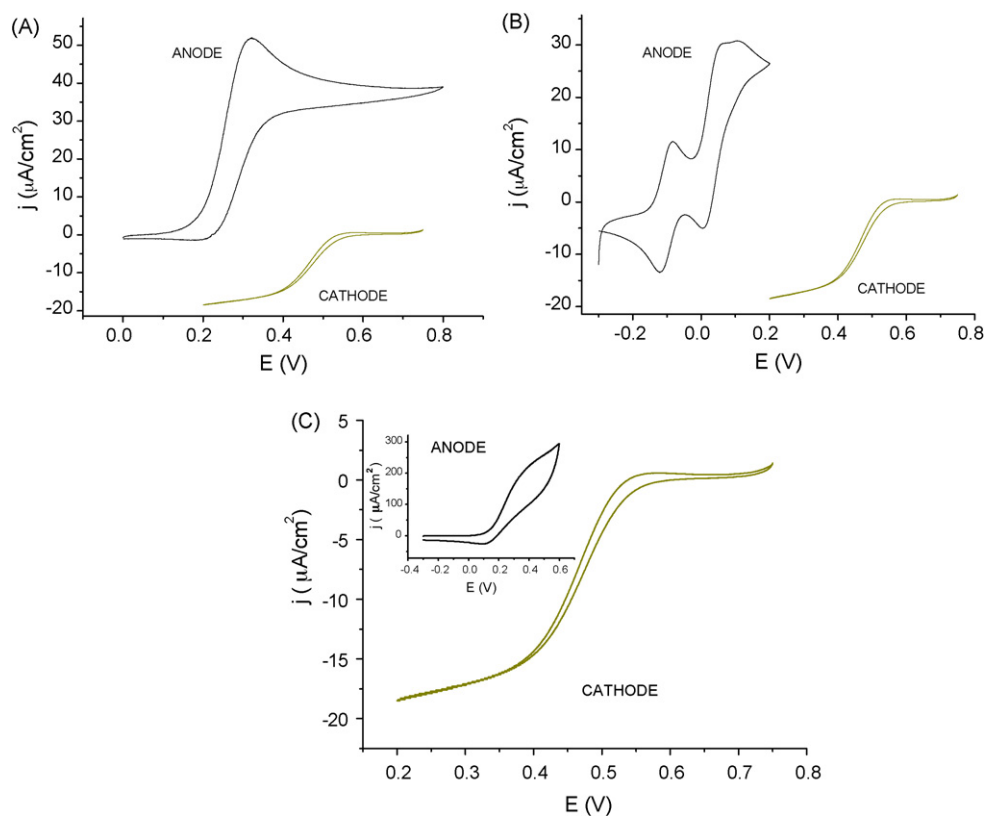 (A)
ANODE
CATHODE
j (μA/cm²)
50
40
30
20
10
0
-10
-20
0.0 0.2 0.4 0.6 0.8
E (V)
(B)
ANODE
CATHODE
j (μA/cm²)
30
20
10
0
-10
-20
-0.2 0.0 0.2 0.4 0.6 0.8
E (V)
(C)
j ( μA/cm²)
5
0
-5
-10
-15
-20
ANODE
j ( μA/cm²)
300
200
100
0
-0.4 -0.2 0.0 0.2 0.4 0.6
E (V)
CATHODE
0.2 0.3 0.4 0.5 0.6 0.7 0.8
E (V)